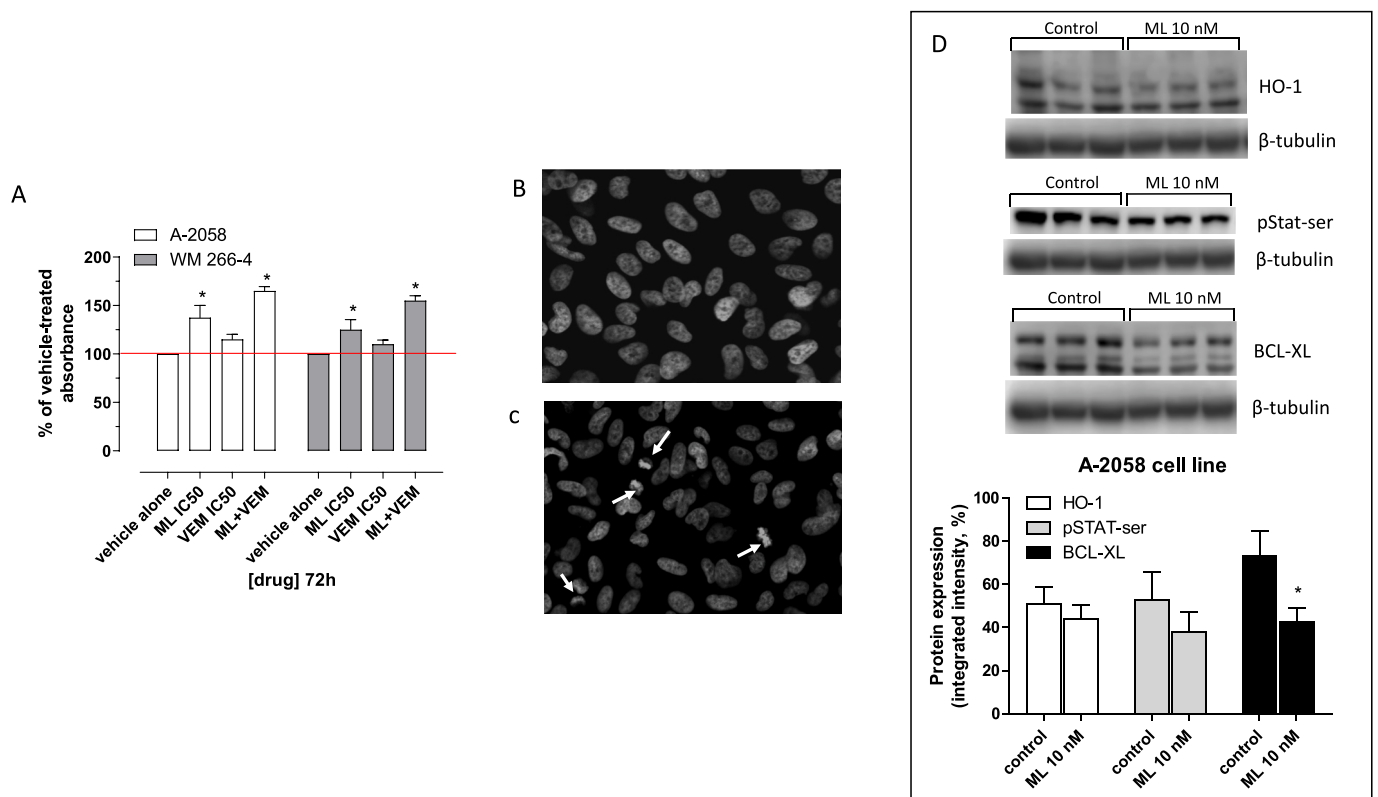 A
A-2058
WM 266-4
% of vehicle-treated
absorbance
200
150
100
50
0
*
*
*
*
vehicle alone
ML IC50
VEM IC50
ML+VEM
vehicle alone
ML IC50
VEM IC50
ML+VEM
[drug] 72h
B
c
D
Control
ML 10 nM
HO-1
β-tubulin
Control
ML 10 nM
pStat-ser
β-tubulin
Control
ML 10 nM
BCL-XL
β-tubulin
A-2058 cell line
Protein expression
(integrated intensity, %)
100
80
60
40
20
0
HO-1
pSTAT-ser
BCL-XL
*
control
ML 10 nM
control
ML 10 nM
control
ML 10 nM